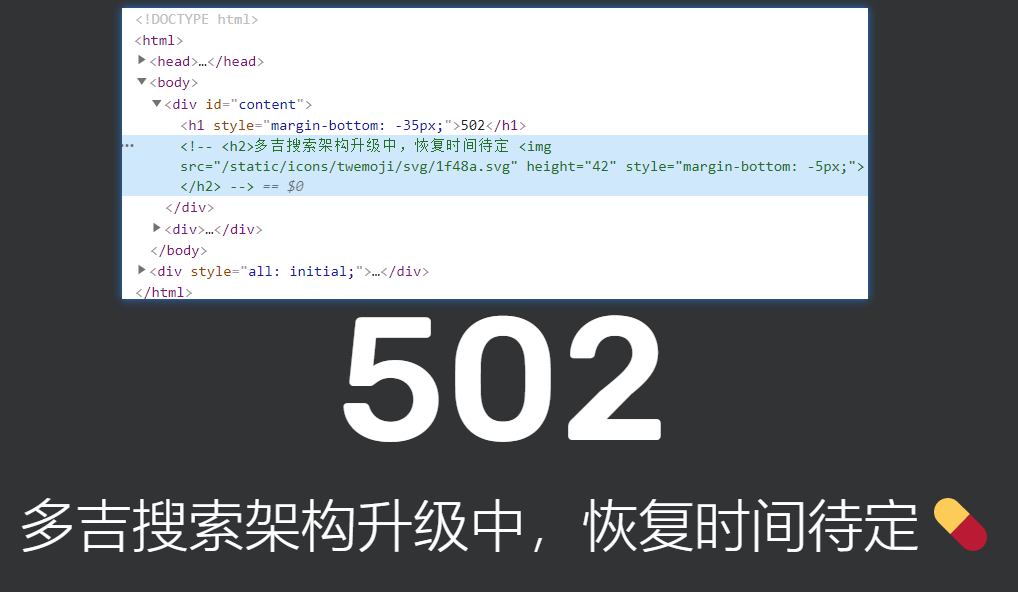 <!DOCTYPE html>
<html>
<head>…</head>
<body>
<div id="content">
<h1 style="margin-bottom: -35px;">502</h1>
<!-- <h2>多吉搜索架构升级中，恢复时间待定 <img
src="/static/icons/twemoji/svg/1f48a.svg" height="42" style="margin-bottom: -5px;">
</h2> --> == $0
</div>
<div>…</div>
</body>
<div style="all: initial;">…</div>
</html>
502
多吉搜索架构升级中，恢复时间待定